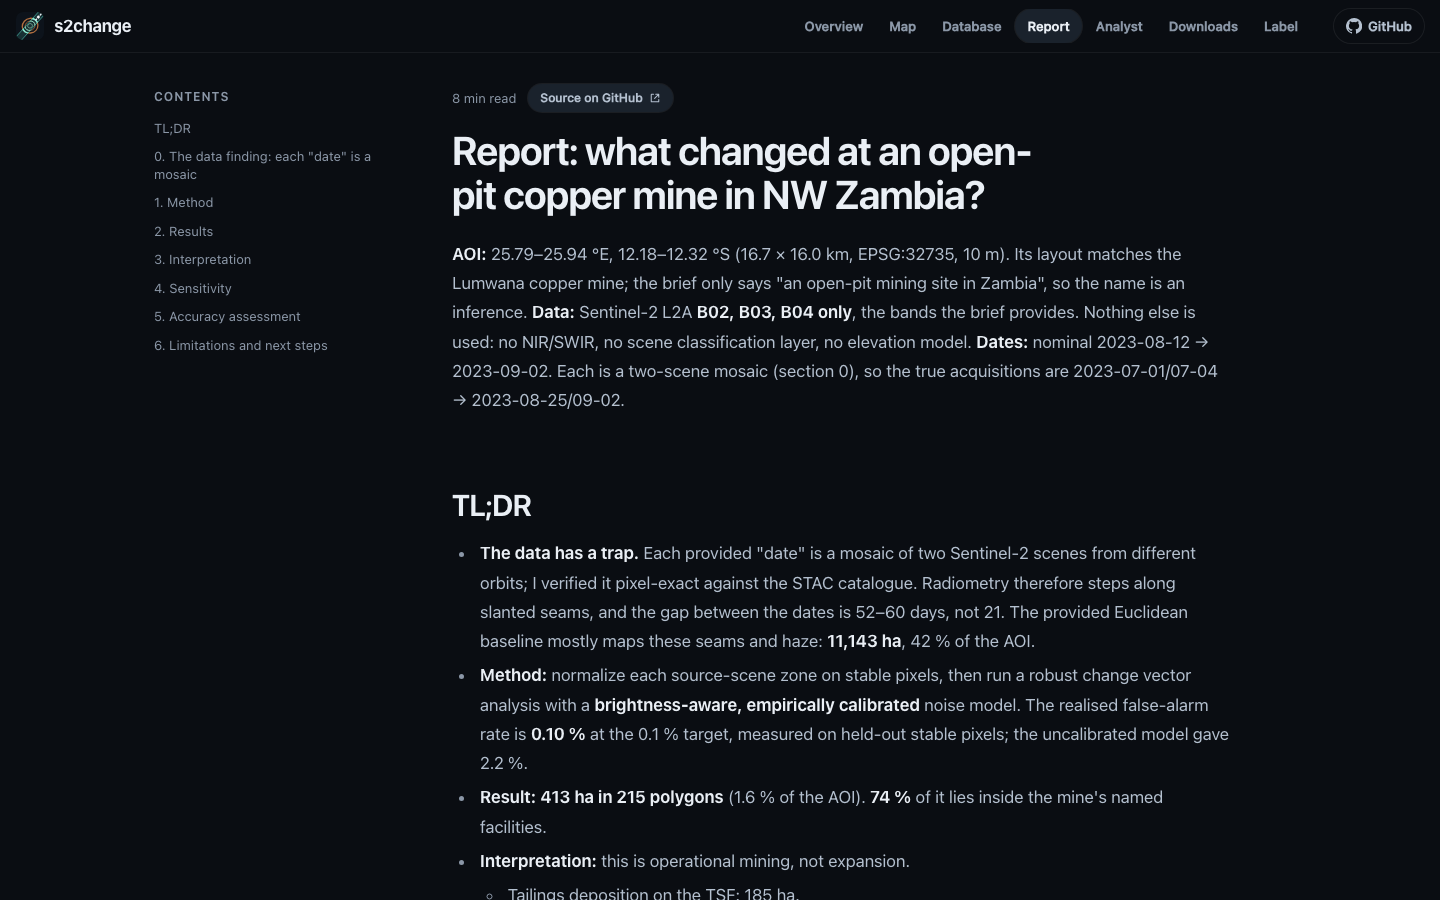 s2change
Overview Map Database Report Analyst Downloads Label GitHub
CONTENTS
TL;DR
0. The data finding: each "date" is a
mosaic
1. Method
2. Results
3. Interpretation
4. Sensitivity
5. Accuracy assessment
6. Limitations and next steps
8 min read Source on GitHub
Report: what changed at an open-
pit copper mine in NW Zambia?
AOI: 25.79–25.94 °E, 12.18–12.32 °S (16.7 × 16.0 km, EPSG:32735, 10 m). Its layout matches the
Lumwana copper mine; the brief only says "an open-pit mining site in Zambia", so the name is an
inference. Data: Sentinel-2 L2A B02, B03, B04 only, the bands the brief provides. Nothing else is
used: no NIR/SWIR, no scene classification layer, no elevation model. Dates: nominal 2023-08-12 →
2023-09-02. Each is a two-scene mosaic (section 0), so the true acquisitions are 2023-07-01/07-04
→ 2023-08-25/09-02.
TL;DR
• The data has a trap. Each provided "date" is a mosaic of two Sentinel-2 scenes from different
orbits; I verified it pixel-exact against the STAC catalogue. Radiometry therefore steps along
slanted seams, and the gap between the dates is 52–60 days, not 21. The provided Euclidean
baseline mostly maps these seams and haze: 11,143 ha, 42 % of the AOI.
• Method: normalize each source-scene zone on stable pixels, then run a robust change vector
analysis with a brightness-aware, empirically calibrated noise model. The realised false-alarm
rate is 0.10 % at the 0.1 % target, measured on held-out stable pixels; the uncalibrated model gave
2.2 %.
• Result: 413 ha in 215 polygons (1.6 % of the AOI). 74 % of it lies inside the mine's named
facilities.
• Interpretation: this is operational mining, not expansion.
◦ Tailings deposition on the TSF: 185 ha.